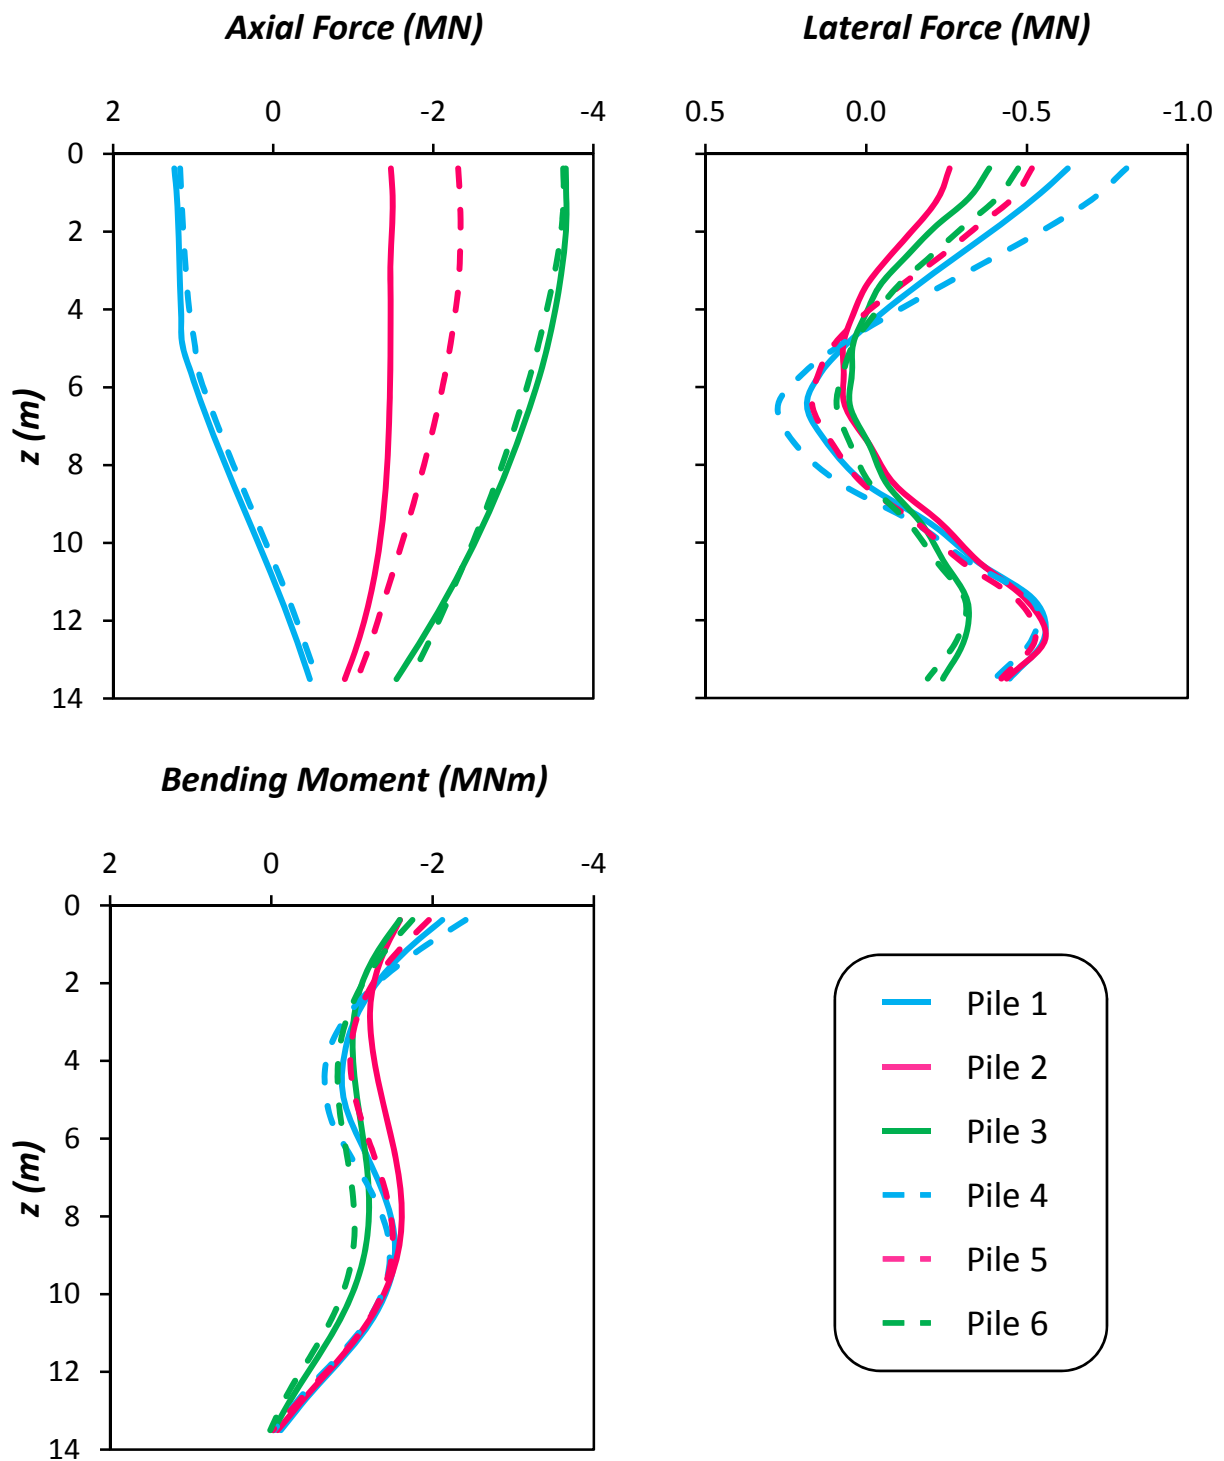 Axial Force (MN)
2 0 -2 -4
0
2
4
6
8
10
12
14
z (m)
Lateral Force (MN)
0.5 0.0 -0.5 -1.0
Bending Moment (MNm)
2 0 -2 -4
0
2
4
6
8
10
12
14
z (m)
Pile 1
Pile 2
Pile 3
Pile 4
Pile 5
Pile 6